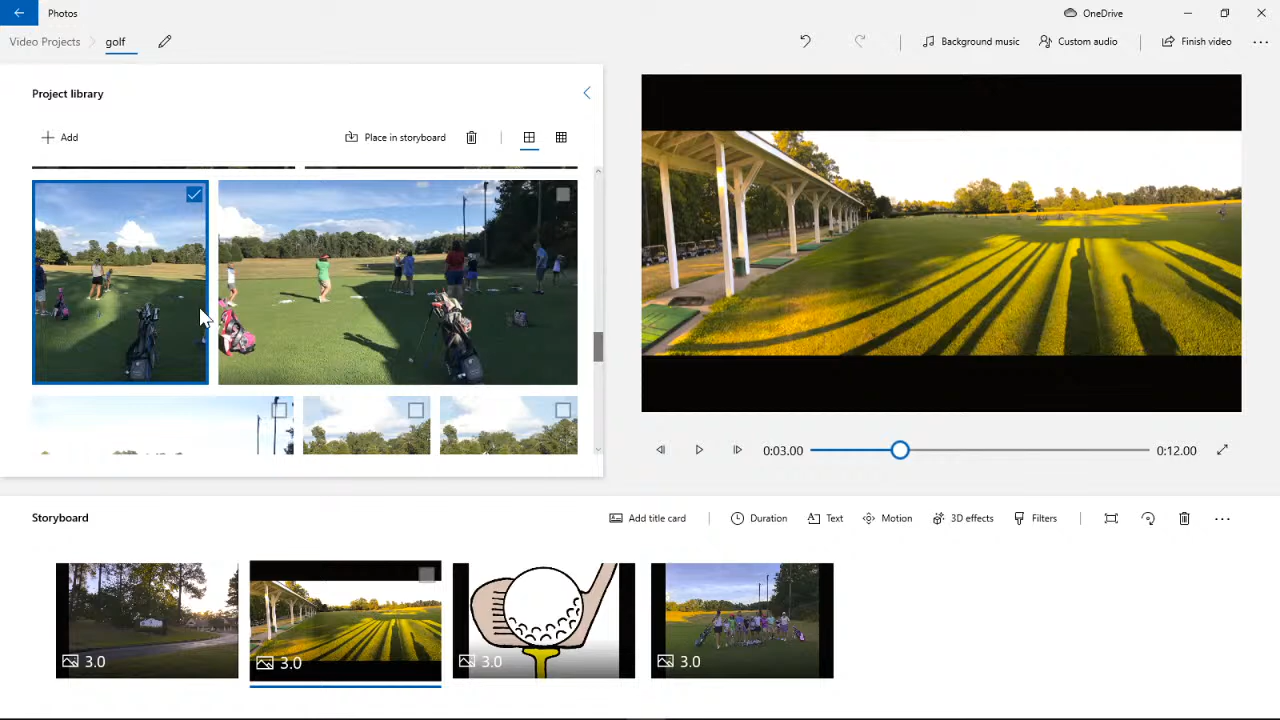 Photos
OneDrive
Video Projects
golf
Background music
Custom audio
Finish video
Project library
Add
Place in storyboard
0:03.00
0:12.00
Storyboard
Add title card
Duration
Text
Motion
3D effects
Filters
3.0
3.0
3.0
3.0